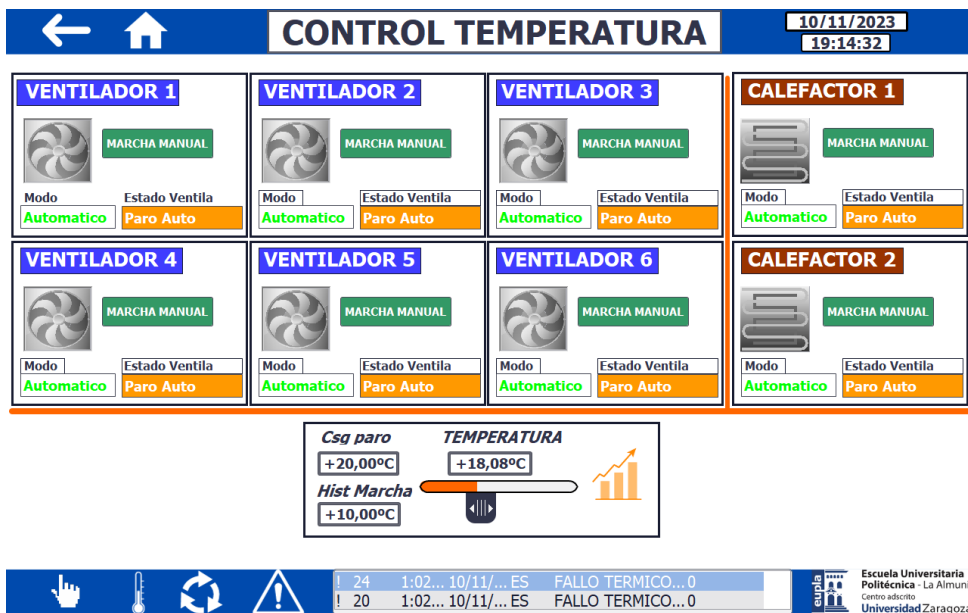 CONTROL TEMPERATURA
10/11/2023
19:14:32
VENTILADOR 1
MARCHA MANUAL
Modo Estado Ventila
Automatico Paro Auto
VENTILADOR 2
MARCHA MANUAL
Modo Estado Ventila
Automatico Paro Auto
VENTILADOR 3
MARCHA MANUAL
Modo Estado Ventila
Automatico Paro Auto
CALEFACTOR 1
MARCHA MANUAL
Modo Estado Ventila
Automatico Paro Auto
VENTILADOR 4
MARCHA MANUAL
Modo Estado Ventila
Automatico Paro Auto
VENTILADOR 5
MARCHA MANUAL
Modo Estado Ventila
Automatico Paro Auto
VENTILADOR 6
MARCHA MANUAL
Modo Estado Ventila
Automatico Paro Auto
CALEFACTOR 2
MARCHA MANUAL
Modo Estado Ventila
Automatico Paro Auto
Csg paro TEMPERATURA
+20,00ºC +18,08ºC
Hist Marcha
+10,00ºC
! 24 1:02... 10/11/... ES FALLO TERMICO... 0
! 20 1:02... 10/11/... ES FALLO TERMICO... 0
eupla
Escuela Universitaria
Politécnica - La Almuni
Centro adscrito
Universidad Zaragoz